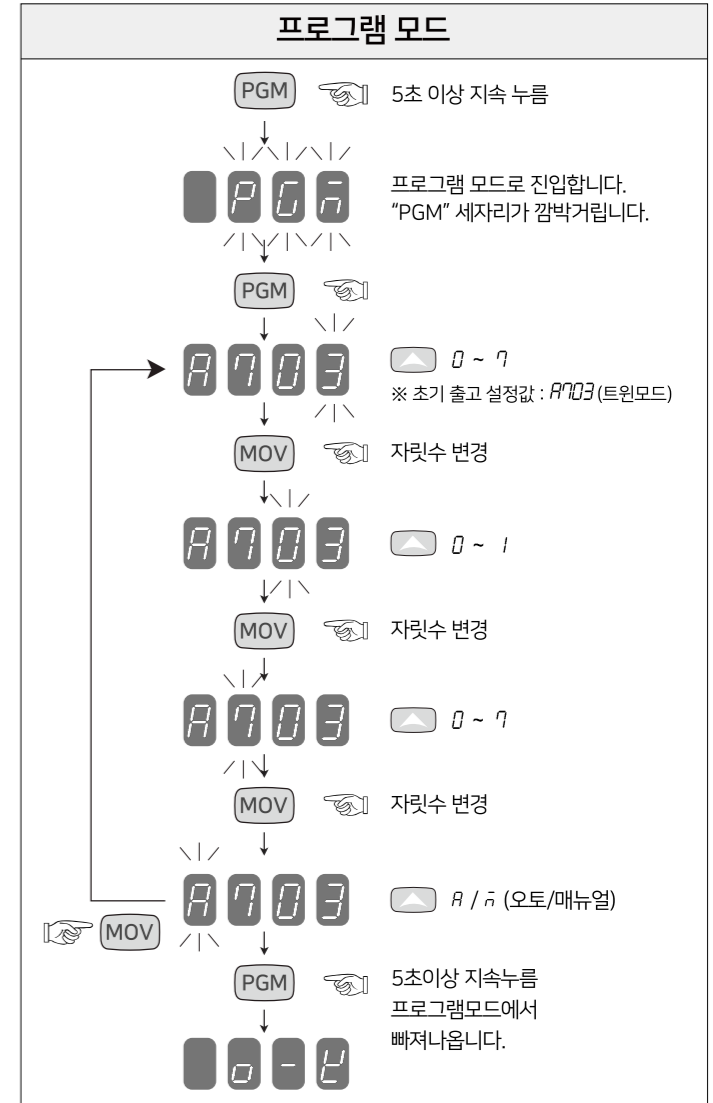 프로그램 모드
PGM 5초 이상 지속 누름
PGM
프로그램 모드로 진입합니다.
“PGM” 세자리가 깜박거립니다.
PGM
A703 0 ~ 7
※ 초기 출고 설정값 : A703 (트윈모드)
MOV 자릿수 변경
A703 0 ~ 1
MOV 자릿수 변경
A703 0 ~ 7
MOV 자릿수 변경
A703 A / n̄ (오토/매뉴얼)
MOV
PGM 5초이상 지속누름
프로그램모드에서
빠져나옵니다.
o-k